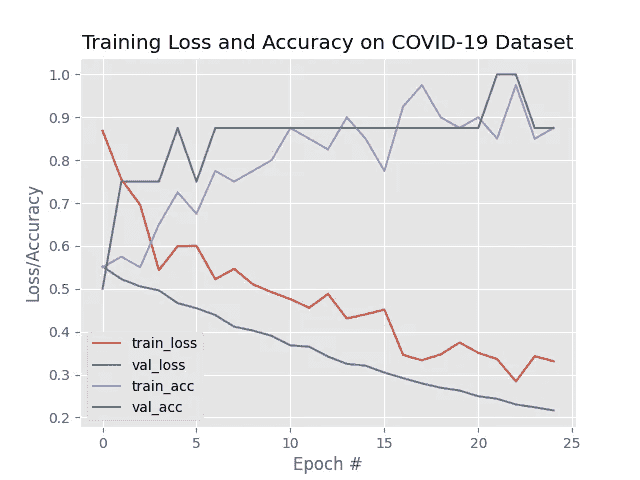 Training Loss and Accuracy on COVID-19 Dataset
1.0
0.9
0.8
0.7
0.6
0.5
0.4
0.3
0.2
Loss/Accuracy
train_loss
val_loss
train_acc
val_acc
0 5 10 15 20 25
Epoch #